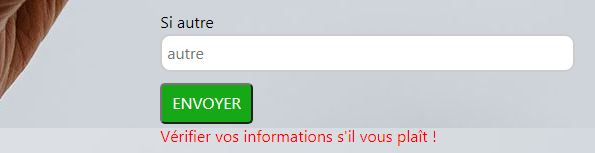 Si autre
autre
ENVOYER
Vérifier vos informations s'il vous plaît !